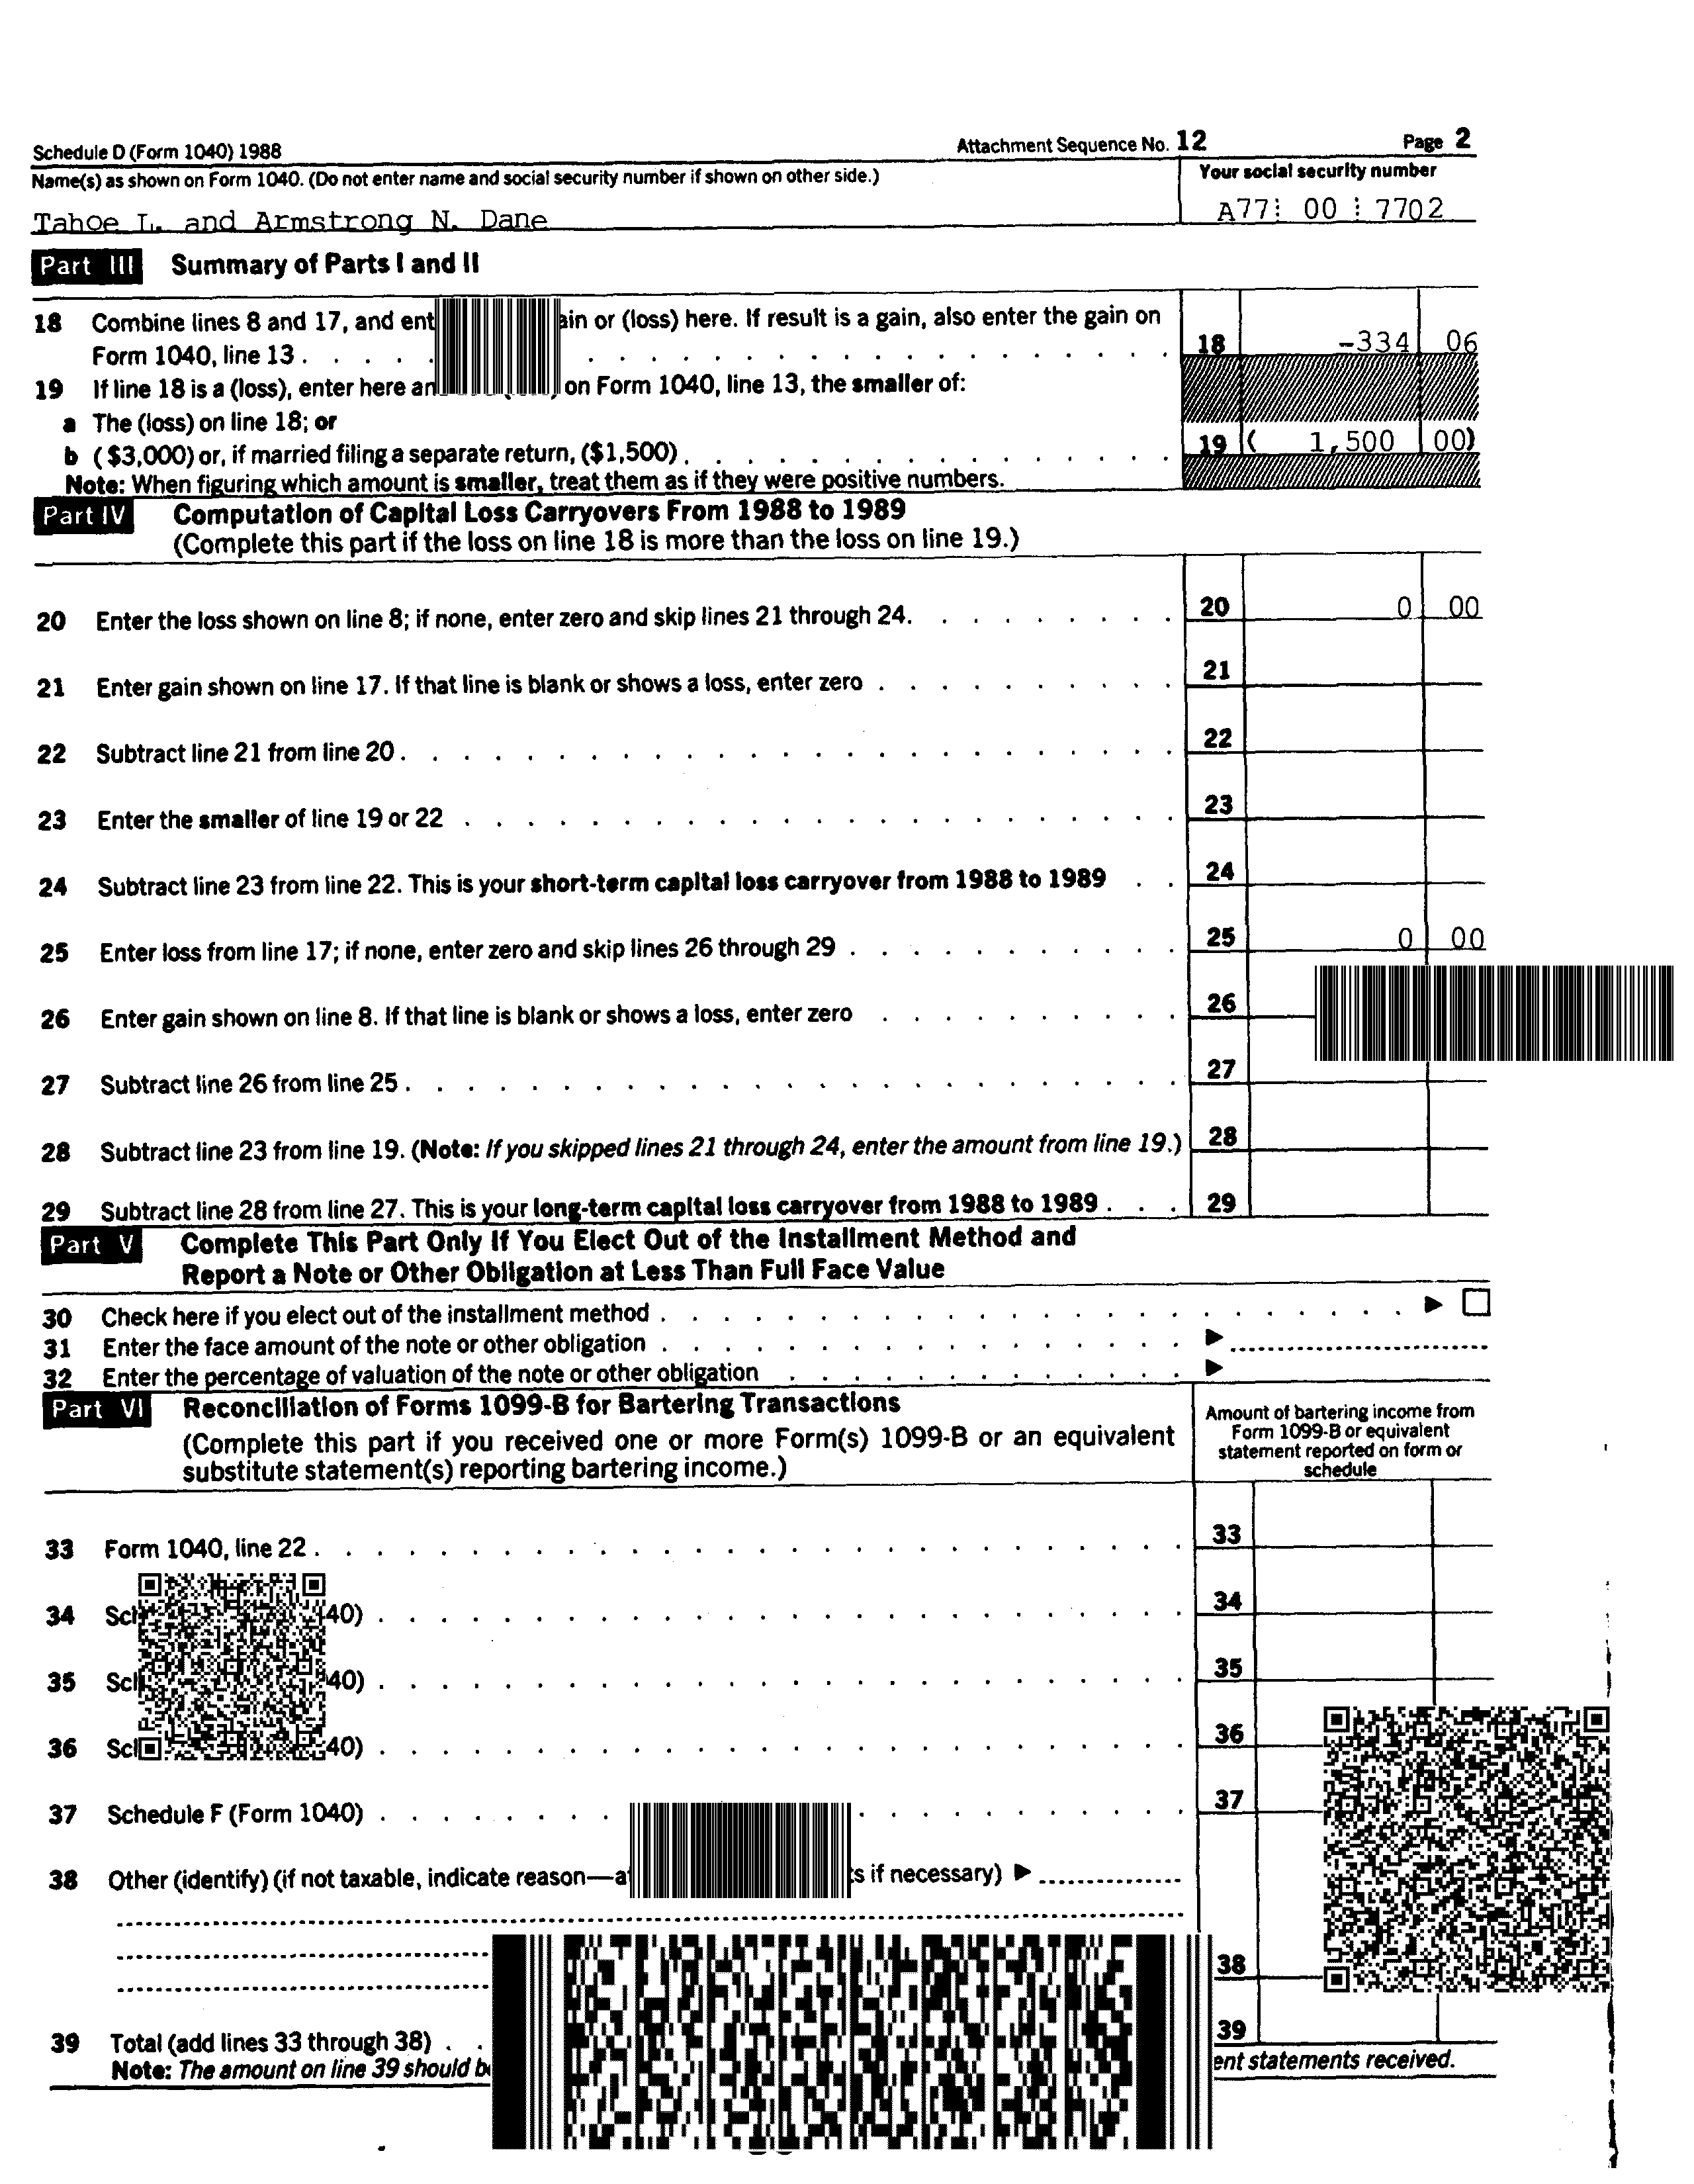 Schedule D (Form 1040) 1988 Attachment Sequence No. 12 Page 2
Name(s) as shown on Form 1040. (Do not enter name and social security number if shown on other side.) Your social security number
Tahoe L. and Armstrong N. Dane A77 00 7702
Part III Summary of Parts I and II
18 Combine lines 8 and 17, and or (loss) here. If result is a gain, also enter the gain on
Form 1040, line 13 . . . . . 18 -334 06
19 If line 18 is a (loss), enter here on Form 1040, line 13, the smaller of:
a The (loss) on line 18; or
b ($3,000) or, if married filing a separate return, ($1,500) . . . . . 19 ( 1,500 00)
Note: When figuring which amount is smaller, treat them as if they were positive numbers.
Part IV Computation of Capital Loss Carryovers From 1988 to 1989
(Complete this part if the loss on line 18 is more than the loss on line 19.)
20 Enter the loss shown on line 8; if none, enter zero and skip lines 21 through 24. . . . . 20 0 00
21 Enter gain shown on line 17. If that line is blank or shows a loss, enter zero . . . . . 21
22 Subtract line 21 from line 20 . . . . . 22
23 Enter the smaller of line 19 or 22 . . . . . 23
24 Subtract line 23 from line 22. This is your short-term capital loss carryover from 1988 to 1989 . . 24
25 Enter loss from line 17; if none, enter zero and skip lines 26 through 29 . . . . . 25 0 00
26 Enter gain shown on line 8. If that line is blank or shows a loss, enter zero . . . . . 26
27 Subtract line 26 from line 25 . . . . . 27
28 Subtract line 23 from line 19. (Note: If you skipped lines 21 through 24, enter the amount from line 19.) 28
29 Subtract line 28 from line 27. This is your long-term capital loss carryover from 1988 to 1989 . . . 29
Part V Complete This Part Only If You Elect Out of the Installment Method and
Report a Note or Other Obligation at Less Than Full Face Value
30 Check here if you elect out of the installment method . . . . . ▶ ☐
31 Enter the face amount of the note or other obligation . . . . . ▶
32 Enter the percentage of valuation of the note or other obligation . . . . . ▶
Part VI Reconciliation of Forms 1099-B for Bartering Transactions
(Complete this part if you received one or more Form(s) 1099-B or an equivalent
substitute statement(s) reporting bartering income.)
Amount of bartering income from
Form 1099-B or equivalent
statement reported on form or
schedule
33 Form 1040, line 22 . . . . . 33
34 40) . . . . . 34
35 40) . . . . . 35
36 40) . . . . . 36
37 Schedule F (Form 1040) . . . . . 37
38 Other (identify) (if not taxable, indicate reason— if necessary) ▶
38
39 Total (add lines 33 through 38) . . 39
Note: The amount on line 39 should statements received.